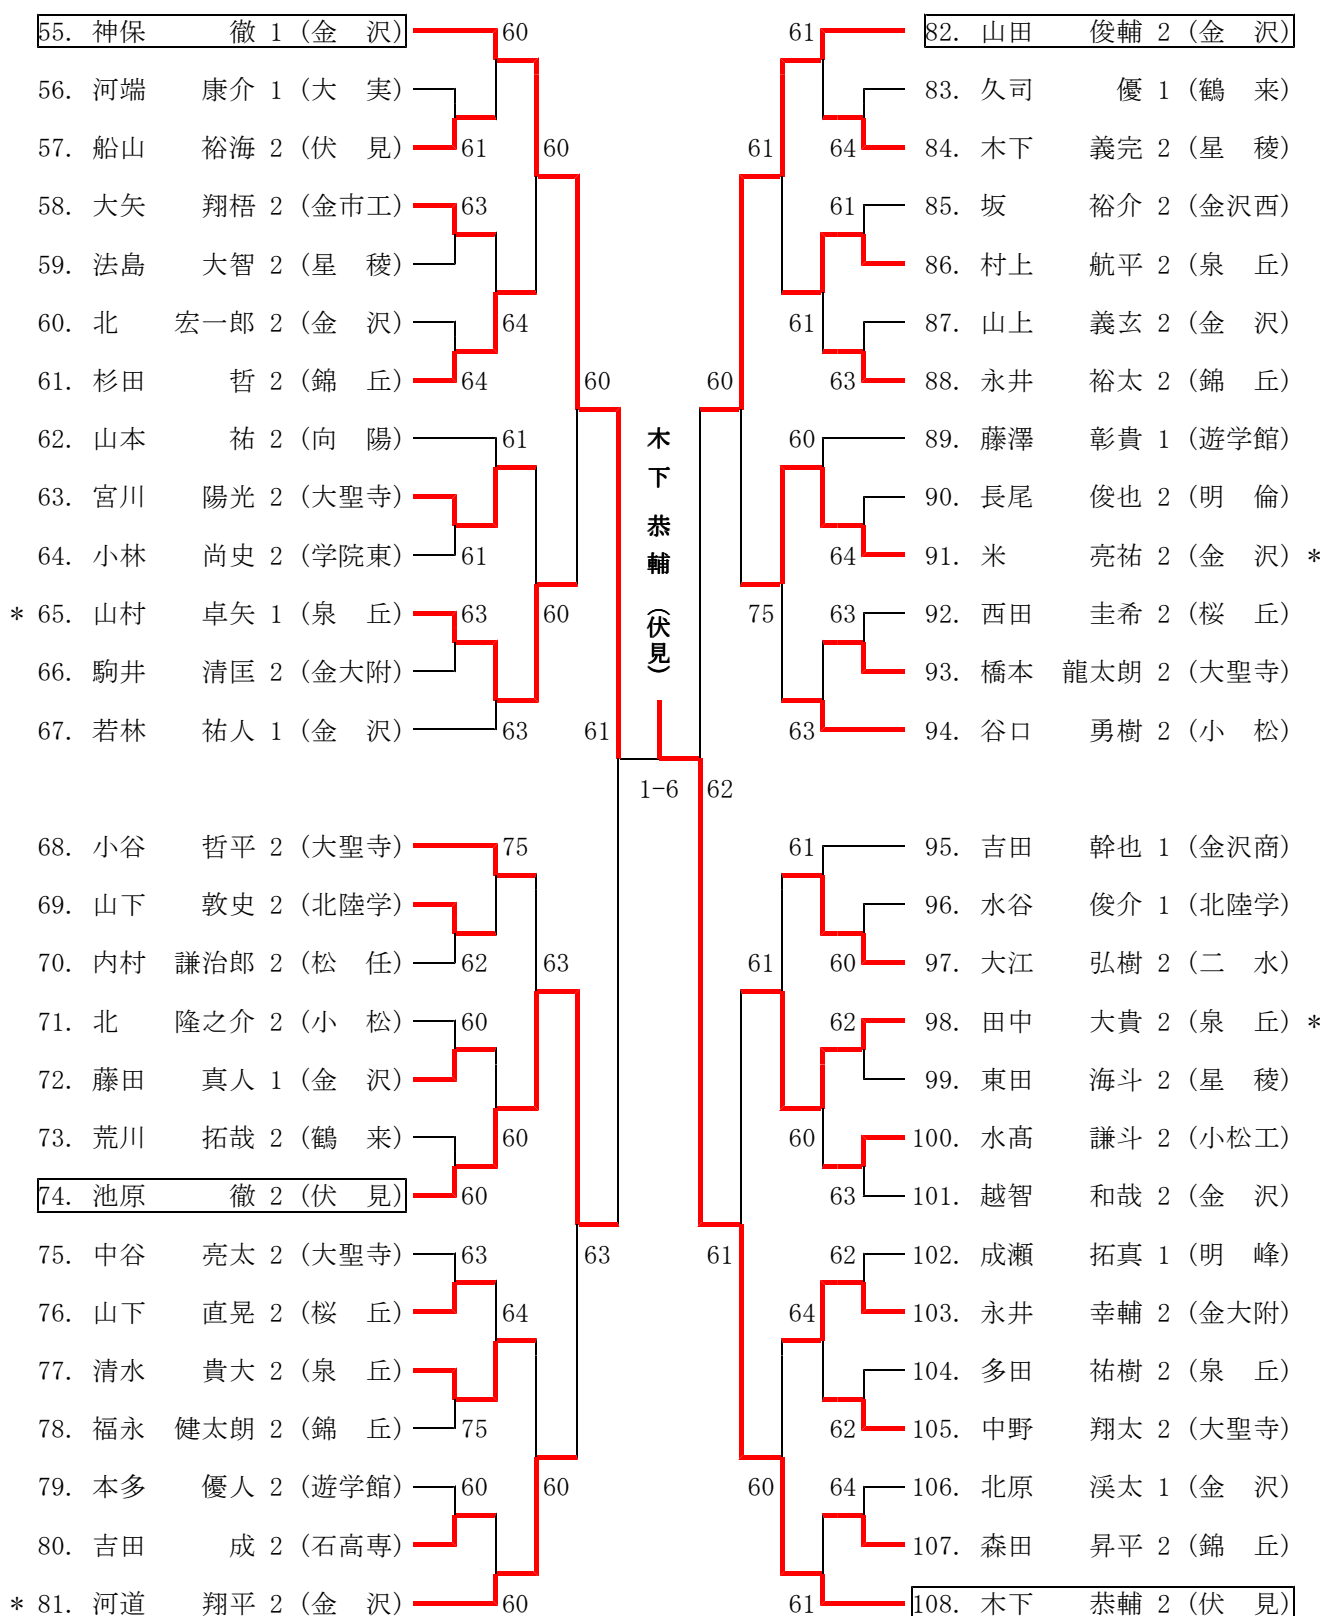 55. 神保 徹 1 (金 沢) 60 61 82. 山田 俊輔 2 (金 沢)
56. 河端 康介 1 (大 実) 83. 久司 優 1 (鶴 来)
57. 船山 裕海 2 (伏 見) 61 60 61 64 84. 木下 義完 2 (星 稜)
58. 大矢 翔梧 2 (金市工) 63 61 85. 坂 裕介 2 (金沢西)
59. 法島 大智 2 (星 稜) 86. 村上 航平 2 (泉 丘)
60. 北 宏一郎 2 (金 沢) 64 61 87. 山上 義玄 2 (金 沢)
61. 杉田 哲 2 (錦 丘) 64 60 60 63 88. 永井 裕太 2 (錦 丘)
62. 山本 祐 2 (向 陽) 61 60 89. 藤澤 彰貴 1 (遊学館)
木下 恭輔 (伏見)
63. 宮川 陽光 2 (大聖寺) 90. 長尾 俊也 2 (明 倫)
64. 小林 尚史 2 (学院東) 61 64 91. 米 亮祐 2 (金 沢) *
* 65. 山村 卓矢 1 (泉 丘) 63 60 75 63 92. 西田 圭希 2 (桜 丘)
66. 駒井 清匡 2 (金大附) 93. 橋本 龍太朗 2 (大聖寺)
67. 若林 祐人 1 (金 沢) 63 61 63 94. 谷口 勇樹 2 (小 松)
1-6 62
68. 小谷 哲平 2 (大聖寺) 75 61 95. 吉田 幹也 1 (金沢商)
69. 山下 敦史 2 (北陸学) 96. 水谷 俊介 1 (北陸学)
70. 内村 謙治郎 2 (松 任) 62 63 61 60 97. 大江 弘樹 2 (二 水)
71. 北 隆之介 2 (小 松) 60 62 98. 田中 大貴 2 (泉 丘) *
72. 藤田 真人 1 (金 沢) 99. 東田 海斗 2 (星 稜)
73. 荒川 拓哉 2 (鶴 来) 60 60 100. 水髙 謙斗 2 (小松工)
74. 池原 徹 2 (伏 見) 60 63 101. 越智 和哉 2 (金 沢)
75. 中谷 亮太 2 (大聖寺) 63 63 61 62 102. 成瀬 拓真 1 (明 峰)
76. 山下 直晃 2 (桜 丘) 64 64 103. 永井 幸輔 2 (金大附)
77. 清水 貴大 2 (泉 丘) 104. 多田 祐樹 2 (泉 丘)
78. 福永 健太朗 2 (錦 丘) 75 62 105. 中野 翔太 2 (大聖寺)
79. 本多 優人 2 (遊学館) 60 60 60 64 106. 北原 渓太 1 (金 沢)
80. 吉田 成 2 (石高専) 107. 森田 昇平 2 (錦 丘)
* 81. 河道 翔平 2 (金 沢) 60 61 108. 木下 恭輔 2 (伏 見)